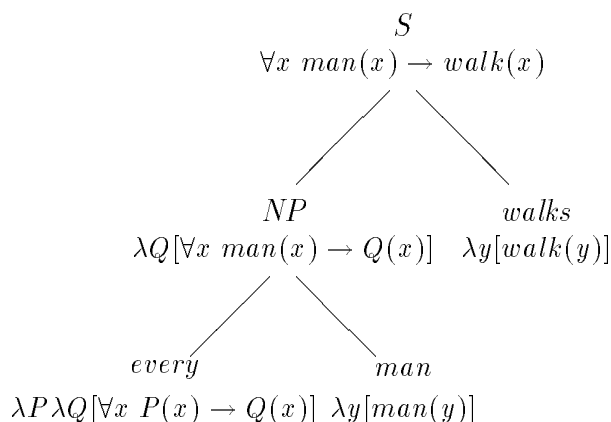 S
∀x man(x) → walk(x)
NP walks
λQ[∀x man(x) → Q(x)] λy[walk(y)]
every man
λPλQ[∀x P(x) → Q(x)] λy[man(y)]